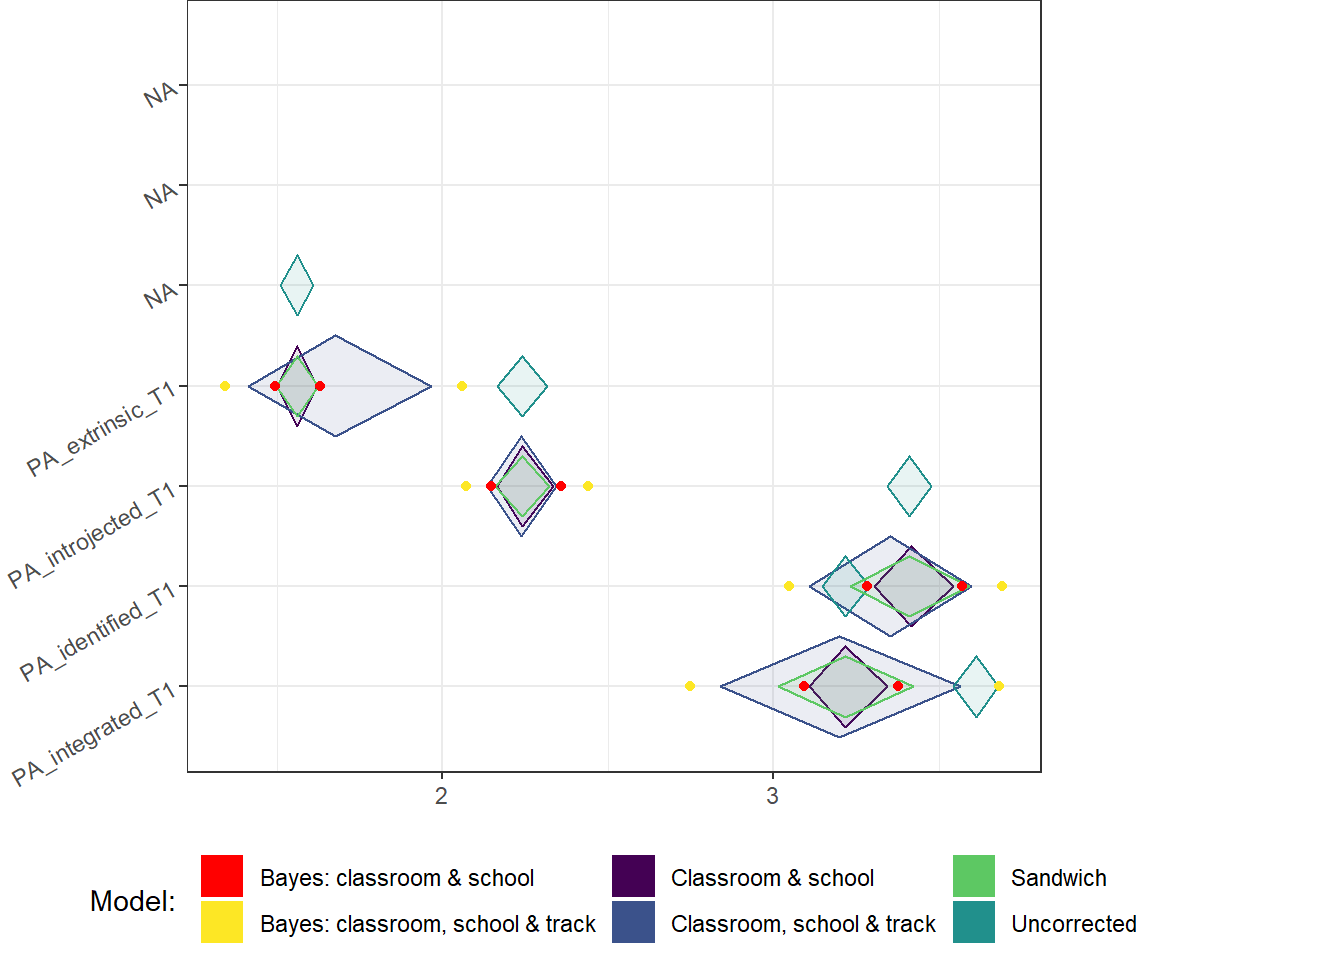 NA
NA
NA
PA_extrinsic_T1
PA_introjected_T1
PA_identified_T1
PA_integrated_T1
2 3
Model:
Bayes: classroom & school Classroom & school Sandwich
Bayes: classroom, school & track Classroom, school & track Uncorrected